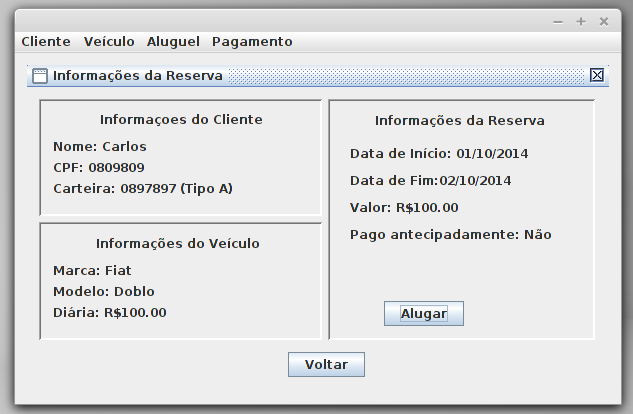 Cliente Veículo Aluguel Pagamento
Informações da Reserva
Informaçoes do Cliente
Nome: Carlos
CPF: 0809809
Carteira: 0897897 (Tipo A)
Informações do Veículo
Marca: Fiat
Modelo: Doblo
Diária: R$100.00
Informações da Reserva
Data de Início: 01/10/2014
Data de Fim:02/10/2014
Valor: R$100.00
Pago antecipadamente: Não
Alugar
Voltar